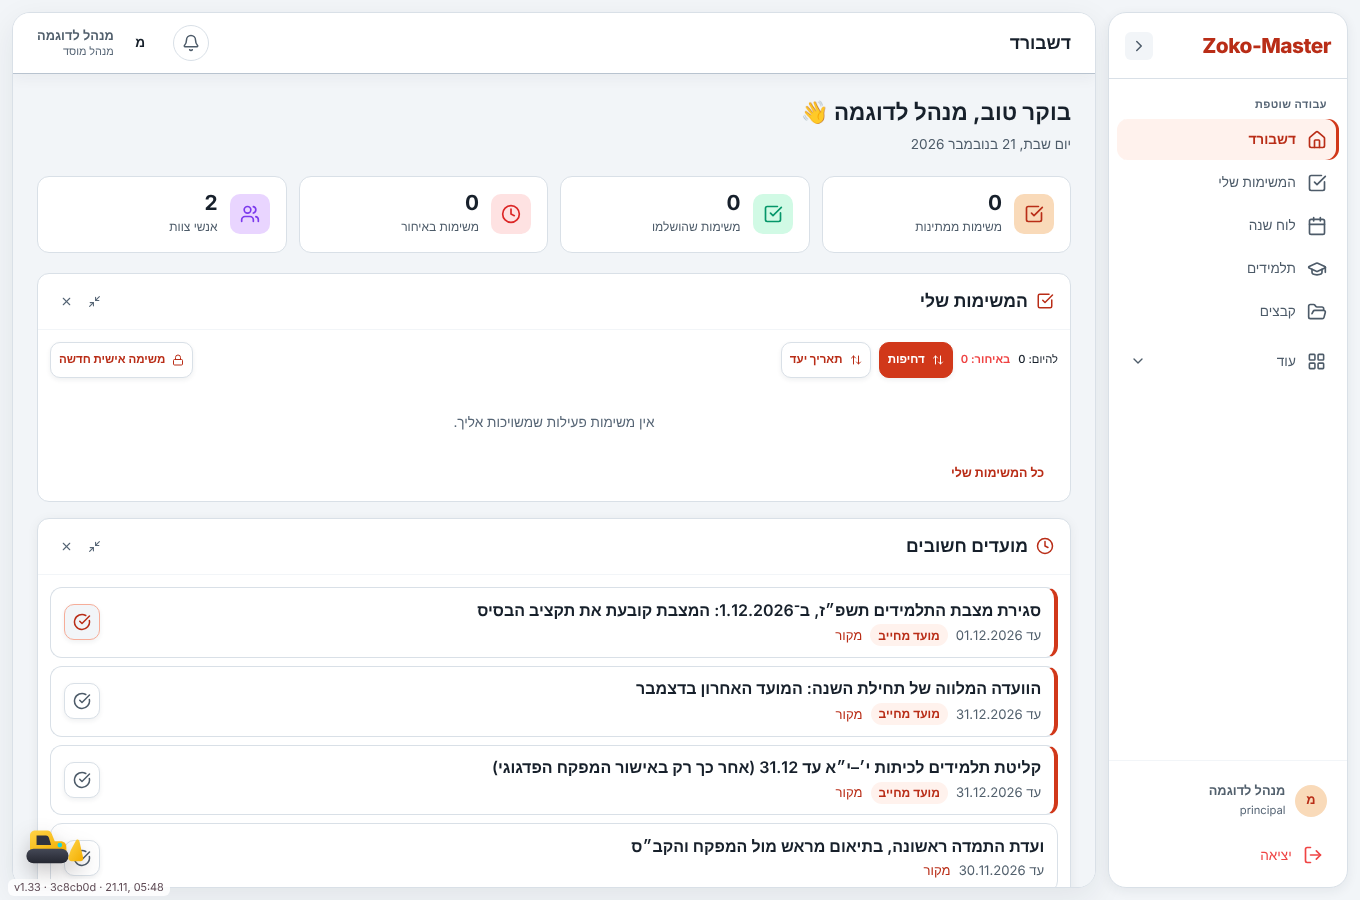 Zoko-Master
עבודה שוטפת
דשבורד
המשימות שלי
לוח שנה
תלמידים
קבצים
עוד
מנהל לדוגמה
מ
principal
יציאה
דשבורד
מ
מנהל לדוגמה
מנהל מוסד
בוקר טוב, מנהל לדוגמה 👋
יום שבת, 21 בנובמבר 2026
0
משימות ממתינות
0
משימות שהושלמו
0
משימות באיחור
2
אנשי צוות
המשימות שלי
להיום: 0 באיחור: 0 דחיפות תאריך יעד משימה אישית חדשה
אין משימות פעילות שמשויכות אליך.
כל המשימות שלי
מועדים חשובים
סגירת מצבת התלמידים תשפ״ז, ב־1.12.2026: המצבת קובעת את תקציב הבסיס
עד 01.12.2026 מועד מחייב מקור
הוועדה המלווה של תחילת השנה: המועד האחרון בדצמבר
עד 31.12.2026 מועד מחייב מקור
קליטת תלמידים לכיתות י׳–י״א עד 31.12 (אחר כך רק באישור המפקח הפדגוגי)
עד 31.12.2026 מועד מחייב מקור
ועדת התמדה ראשונה, בתיאום מראש מול המפקח והקב״ס
עד 30.11.2026 מקור
v1.33 · 3c8cb0d · 21.11, 05:48